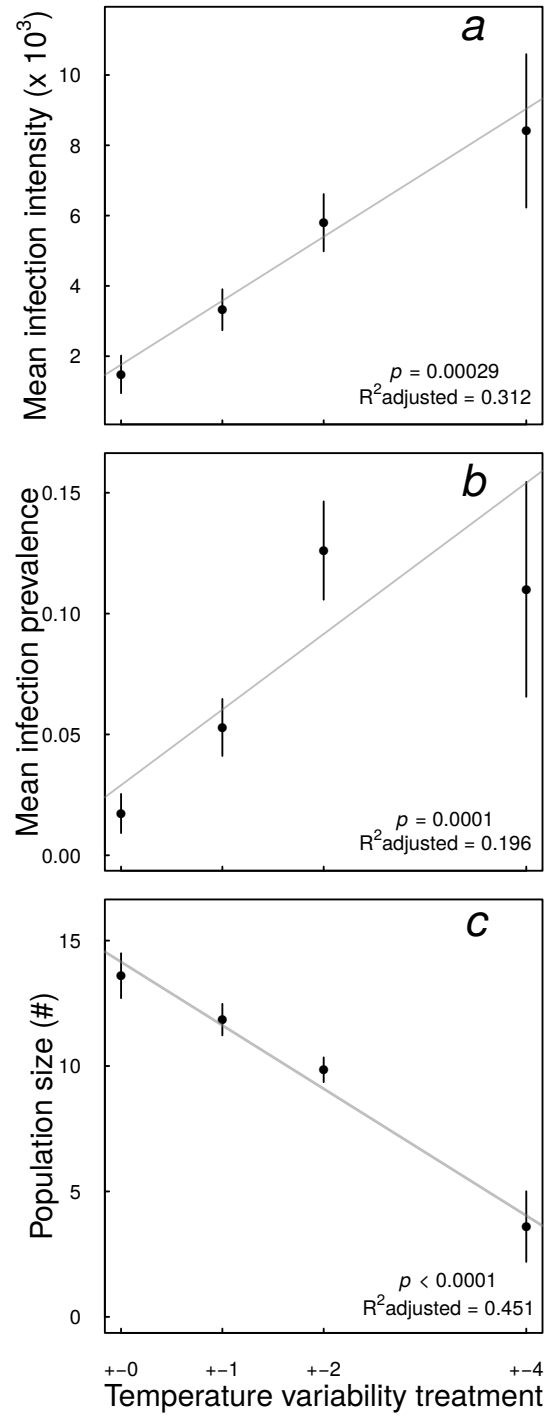 a
Mean infection intensity (x 10³)
10
8
6
4
2
p = 0.00029
R²adjusted = 0.312
b
Mean infection prevalence
0.15
0.10
0.05
0.00
p = 0.0001
R²adjusted = 0.196
c
Population size (#)
15
10
5
0
p < 0.0001
R²adjusted = 0.451
+-0 +-1 +-2 +-4
Temperature variability treatment